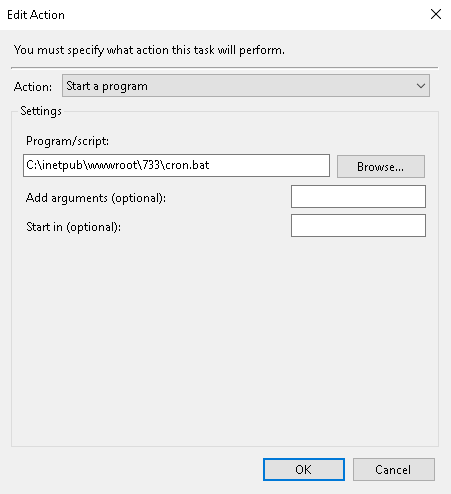 Edit Action
You must specify what action this task will perform.
Action: Start a program
Settings
Program/script:
C:\inetpub\wwwroot\733\cron.bat Browse...
Add arguments (optional):
Start in (optional):
OK Cancel